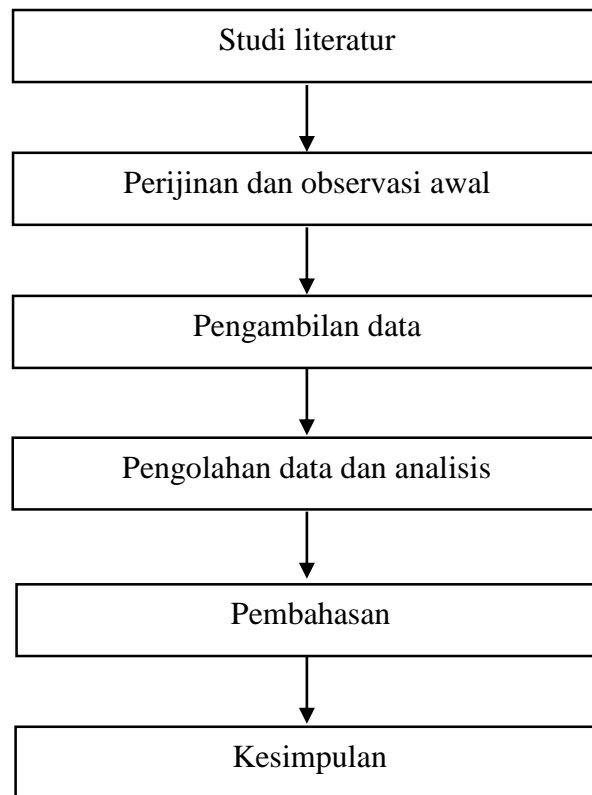 Studi literatur
Perijinan dan observasi awal
Pengambilan data
Pengolahan data dan analisis
Pembahasan
Kesimpulan